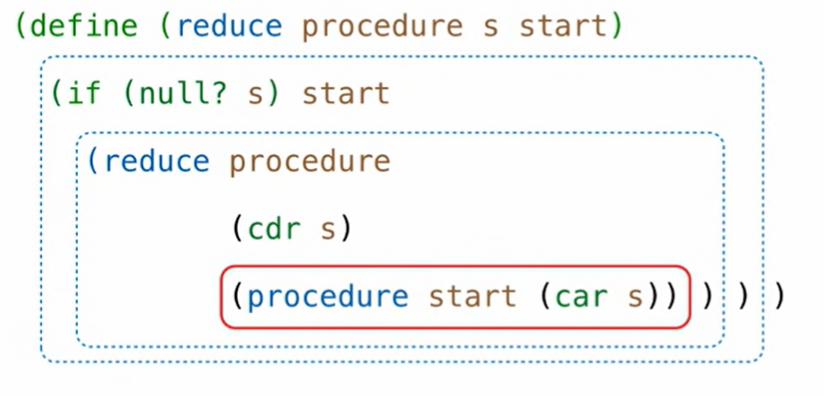 (define (reduce procedure s start)
(if (null? s) start
(reduce procedure
(cdr s)
(procedure start (car s)) ) ) )